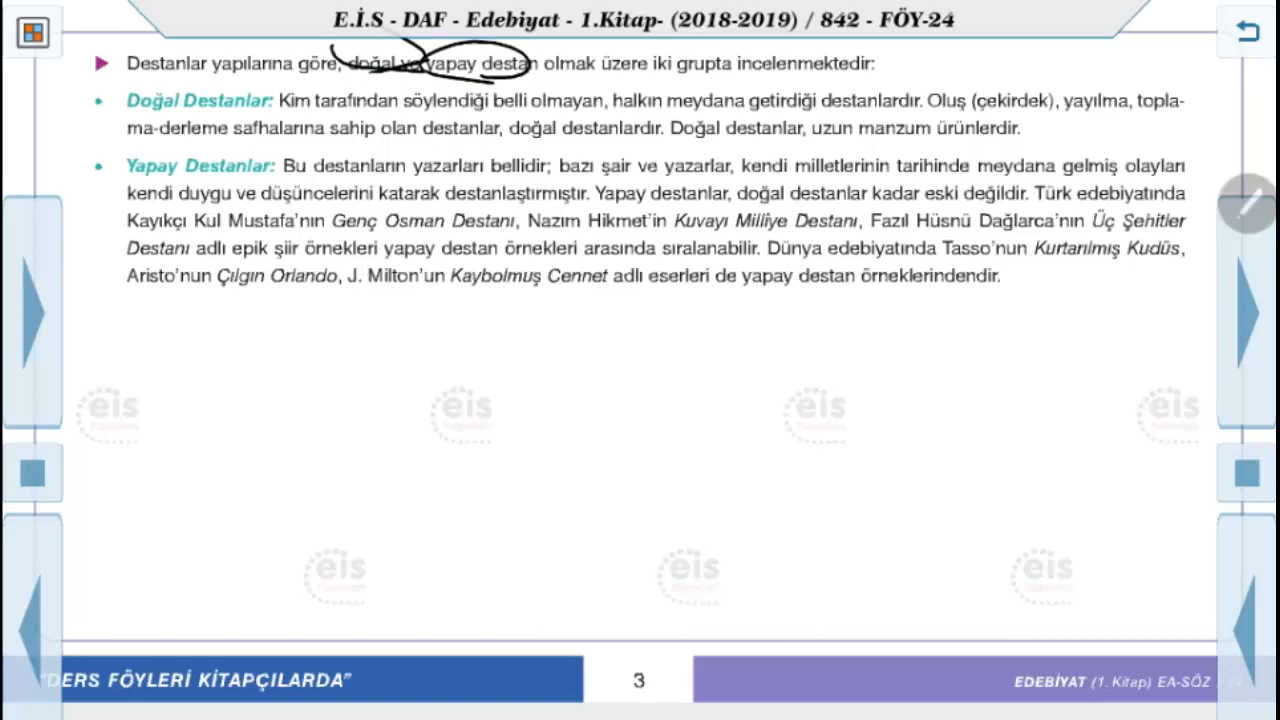 E.İ.S - DAF - Edebiyat - 1.Kitap- (2018-2019) / 842 - FÖY-24
Destanlar yapılarına göre, doğal ve yapay destan olmak üzere iki grupta incelenmektedir:
• Doğal Destanlar: Kim tarafından söylendiği belli olmayan, halkın meydana getirdiği destanlardır. Oluş (çekirdek), yayılma, topla-
ma-derleme safhalarına sahip olan destanlar, doğal destanlardır. Doğal destanlar, uzun manzum ürünlerdir.
• Yapay Destanlar: Bu destanların yazarları bellidir; bazı şair ve yazarlar, kendi milletlerinin tarihinde meydana gelmiş olayları
kendi duygu ve düşüncelerini katarak destanlaştırmıştır. Yapay destanlar, doğal destanlar kadar eski değildir. Türk edebiyatında
Kayıkçı Kul Mustafa’nın Genç Osman Destanı, Nazım Hikmet’in Kuvayı Milliye Destanı, Fazıl Hüsnü Dağlarca’nın Üç Şehitler
Destanı adlı epik şiir örnekleri yapay destan örnekleri arasında sıralanabilir. Dünya edebiyatında Tasso’nun Kurtarılmış Kudüs,
Aristo’nun Çılgın Orlando, J. Milton’un Kaybolmuş Cennet adlı eserleri de yapay destan örneklerindendir.
eis eis eis eis
eis eis eis
“DERS FÖYLERİ KİTAPÇILARDA”
3
EDEBİYAT (1. Kitap) EA-SÖZ